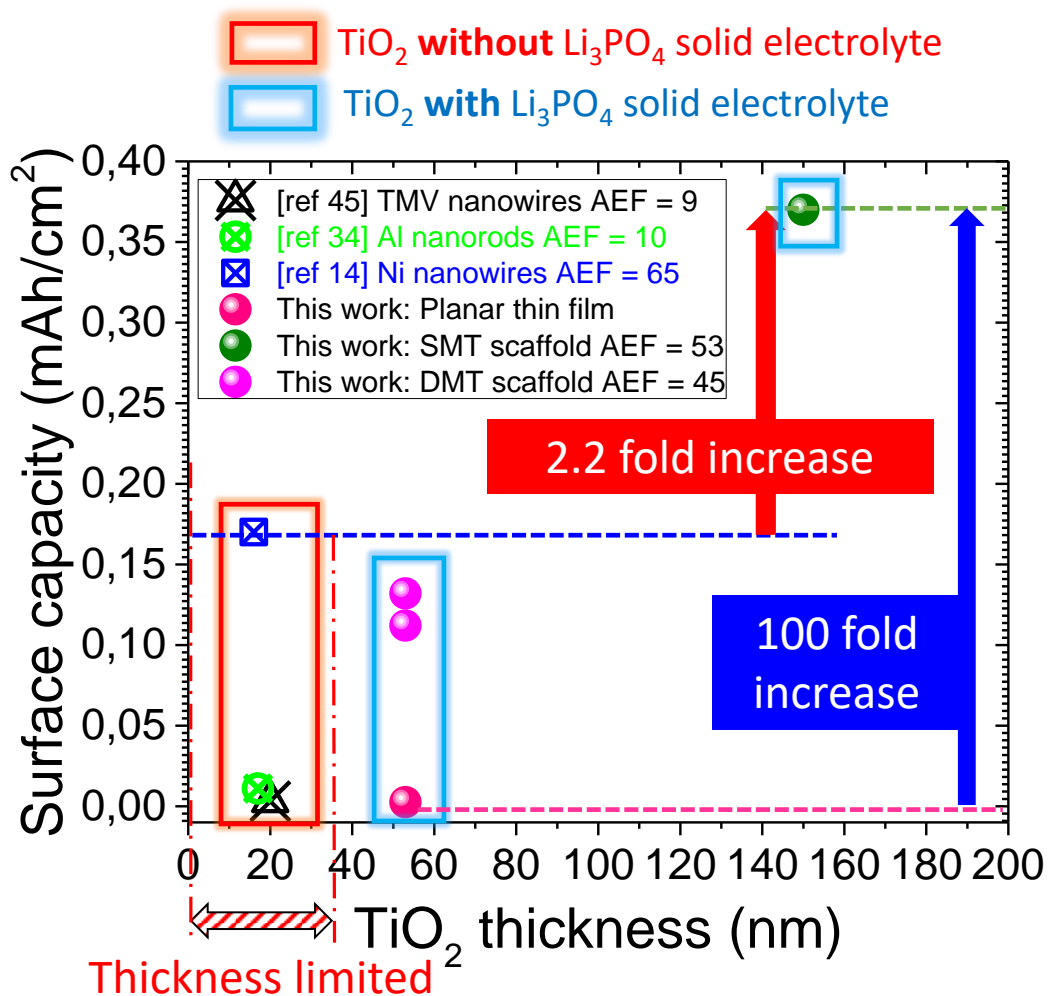 TiO₂ without Li₃PO₄ solid electrolyte
TiO₂ with Li₃PO₄ solid electrolyte
Surface capacity (mAh/cm²)
0,40
0,35
0,30
0,25
0,20
0,15
0,10
0,05
0,00
[ref 45] TMV nanowires AEF = 9
[ref 34] Al nanorods AEF = 10
[ref 14] Ni nanowires AEF = 65
This work: Planar thin film
This work: SMT scaffold AEF = 53
This work: DMT scaffold AEF = 45
2.2 fold increase
100 fold
increase
0 20 40 60 80 100 120 140 160 180 200
TiO₂ thickness (nm)
Thickness limited